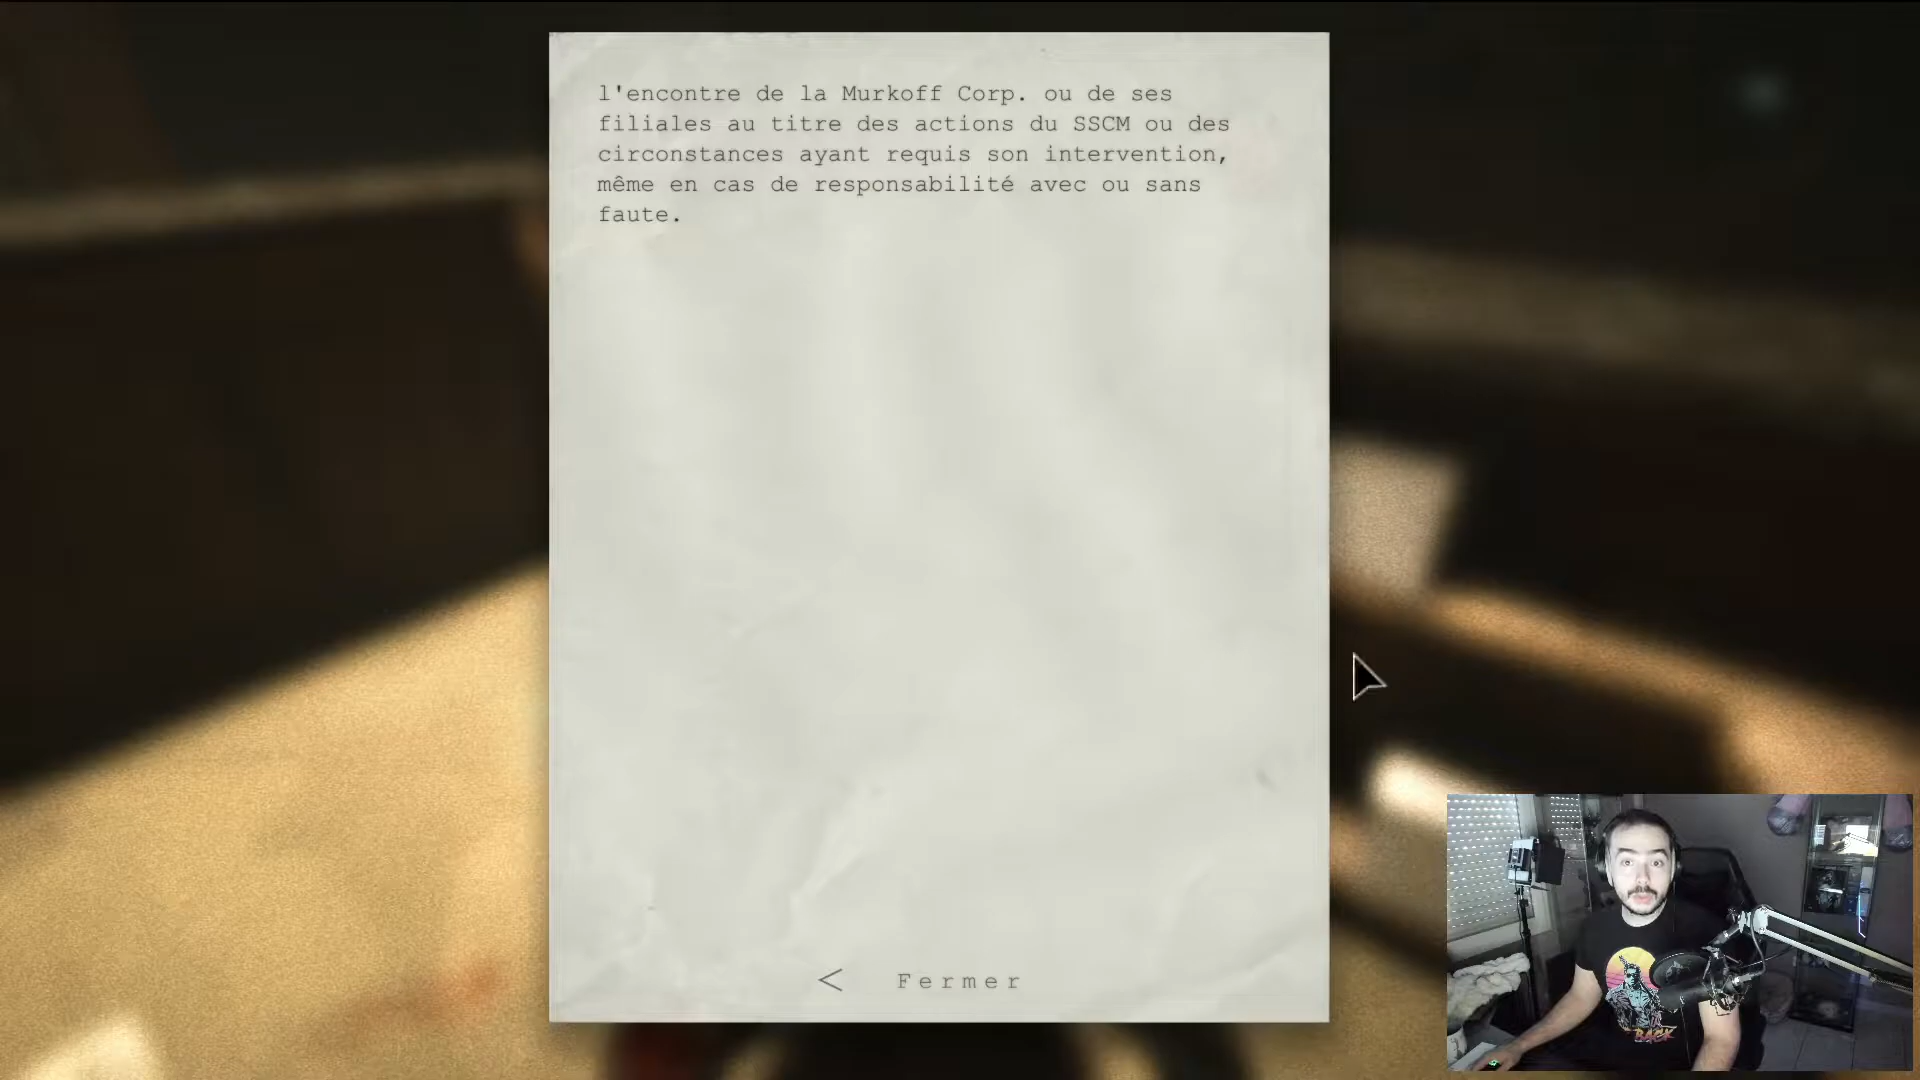 l'encontre de la Murkoff Corp. ou de ses
filiales au titre des actions du SSCM ou des
circonstances ayant requis son intervention,
même en cas de responsabilité avec ou sans
faute.
< Fermer
BACK